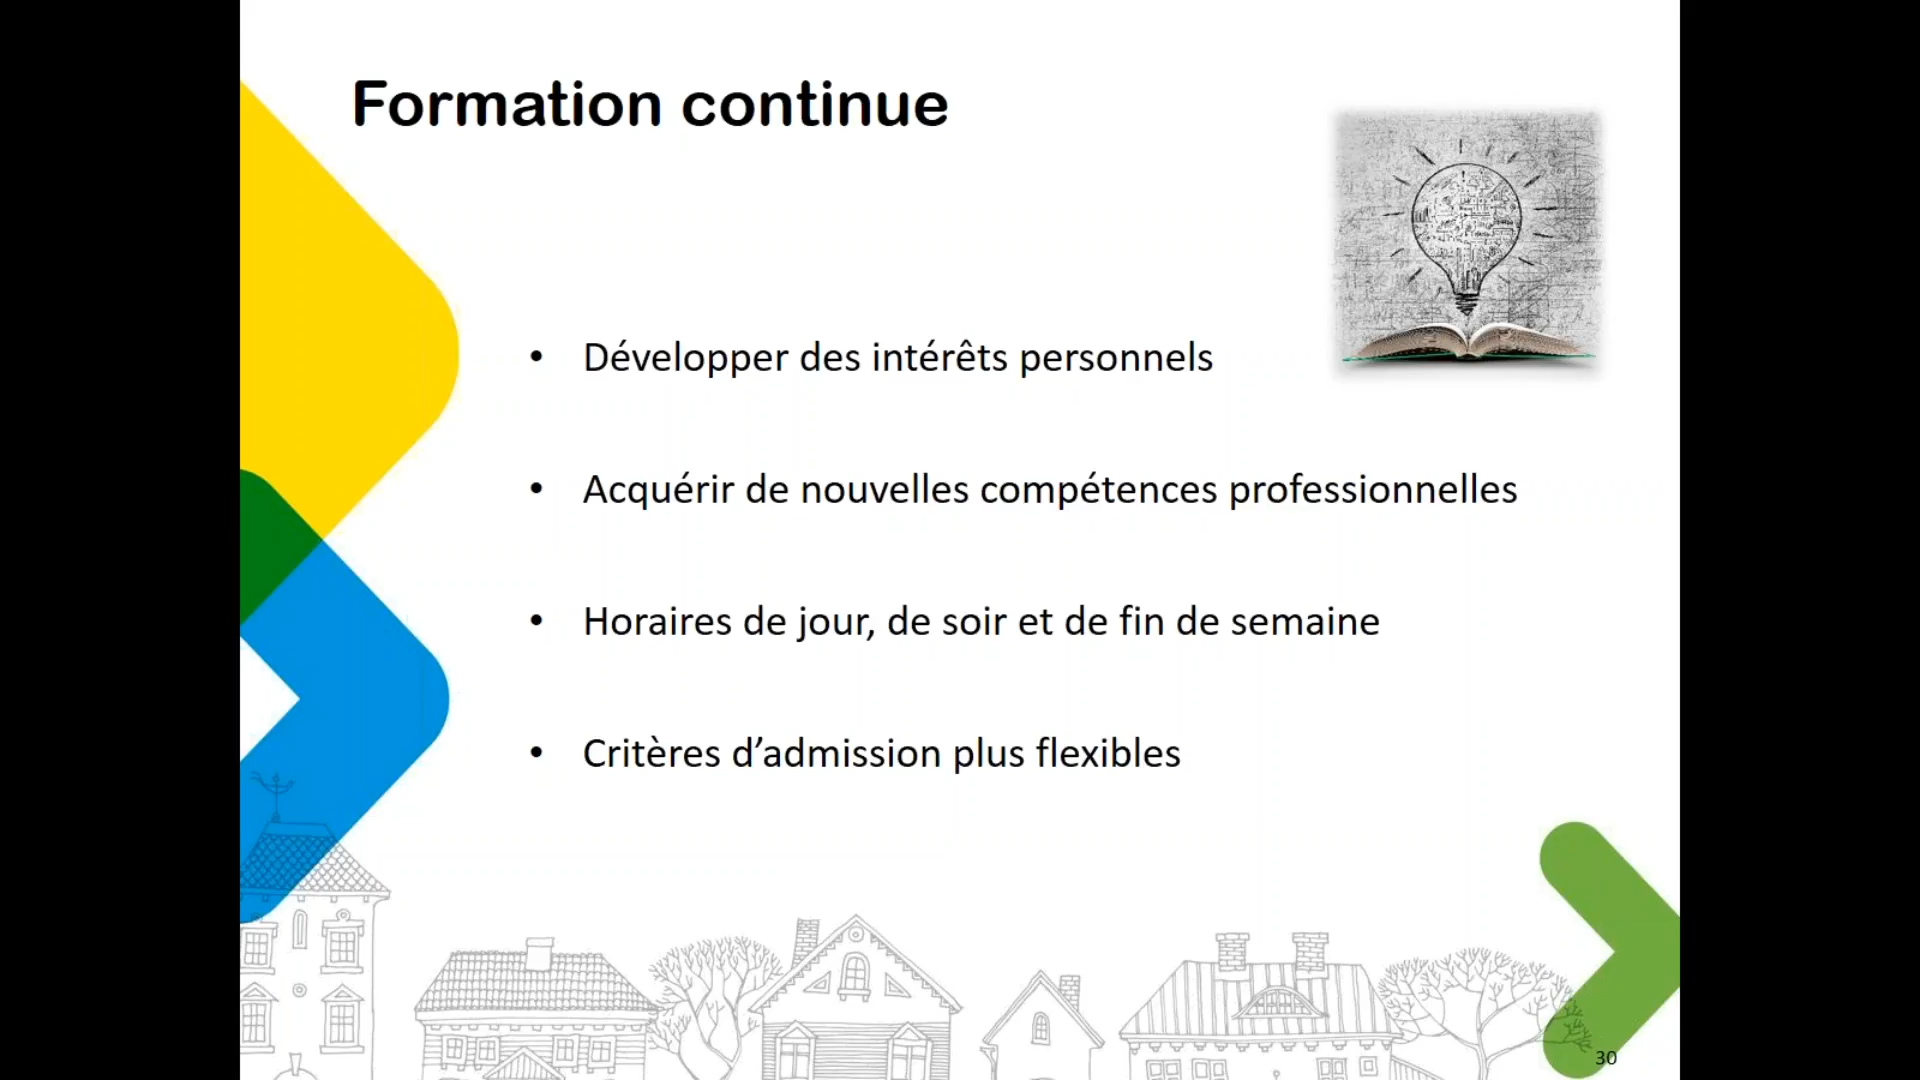 Formation continue
• Développer des intérêts personnels
• Acquérir de nouvelles compétences professionnelles
• Horaires de jour, de soir et de fin de semaine
• Critères d’admission plus flexibles
30